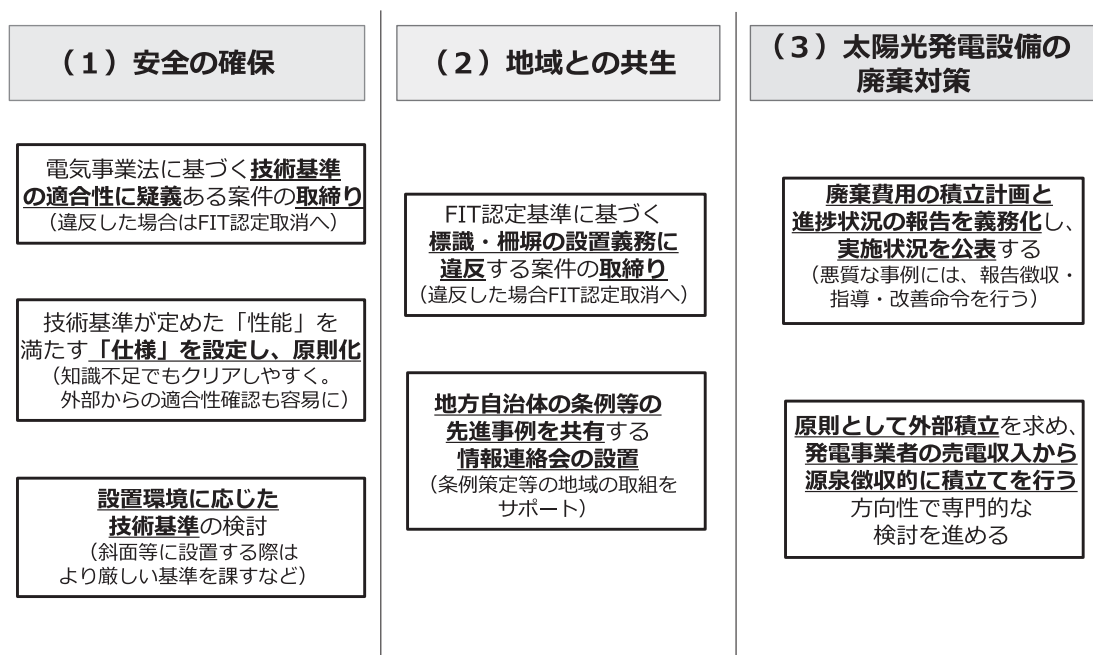 （１）安全の確保
電気事業法に基づく技術基準
の適合性に疑義ある案件の取締り
（違反した場合はFIT認定取消へ）
技術基準が定めた「性能」を
満たす「仕様」を設定し、原則化
（知識不足でもクリアしやすく。
外部からの適合性確認も容易に）
設置環境に応じた
技術基準の検討
（斜面等に設置する際は
より厳しい基準を課すなど）
（２）地域との共生
FIT認定基準に基づく
標識・柵塀の設置義務に
違反する案件の取締り
（違反した場合FIT認定取消へ）
地方自治体の条例等の
先進事例を共有する
情報連絡会の設置
（条例策定等の地域の取組を
サポート）
（３）太陽光発電設備の
廃棄対策
廃棄費用の積立計画と
進捗状況の報告を義務化し、
実施状況を公表する
（悪質な事例には、報告徴収・
指導・改善命令を行う）
原則として外部積立を求め、
発電事業者の売電収入から
源泉徴収的に積立てを行う
方向性で専門的な
検討を進める